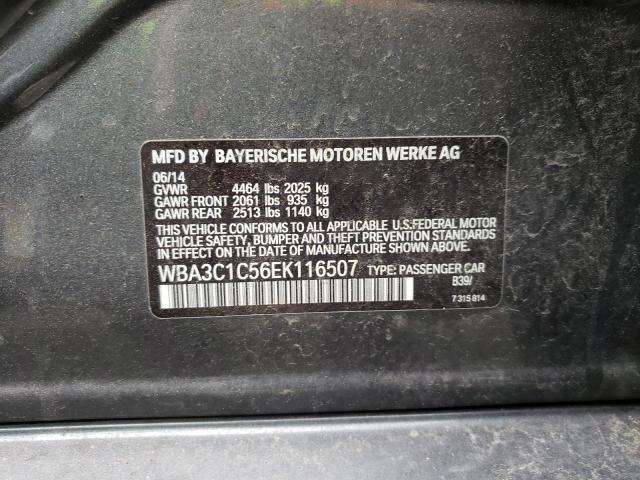 MFD BY BAYERISCHE MOTOREN WERKE AG
06/14
GVWR 4464 lbs 2025 kg
GAWR FRONT 2061 lbs 935 kg
GAWR REAR 2513 lbs 1140 kg
THIS VEHICLE CONFORMS TO ALL APPLICABLE U.S.FEDERAL MOTOR
VEHICLE SAFETY, BUMPER AND THEFT PREVENTION STANDARDS
IN EFFECT ON THE DATE OF MANUFACTURE SHOWN ABOVE.
WBA3C1C56EK116507 TYPE: PASSENGER CAR
B39/
7 315 814